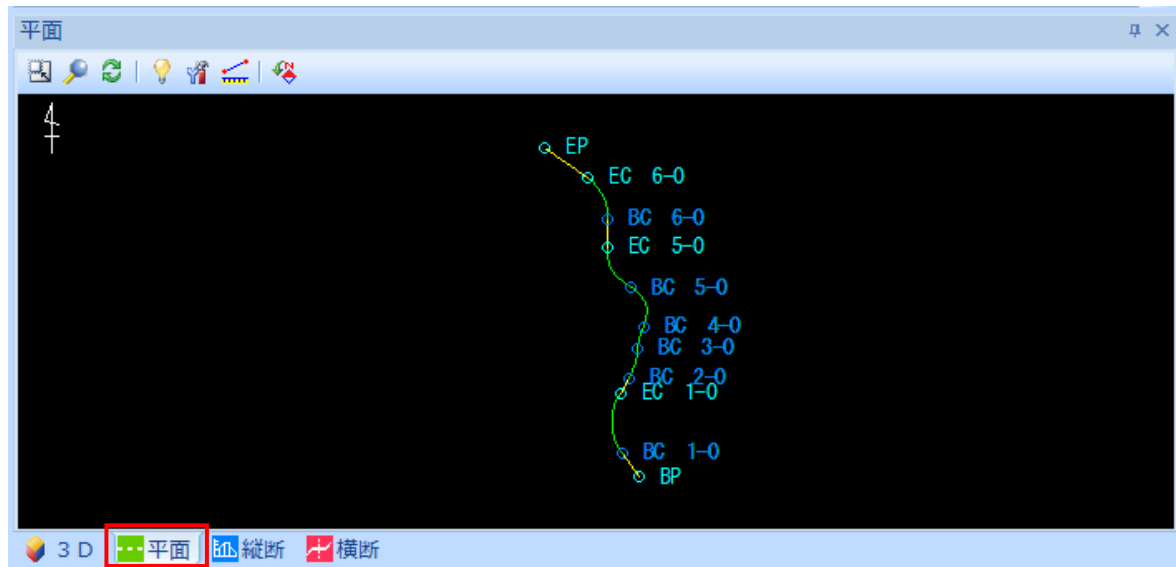 平面
EP
EC 6-0
BC 6-0
EC 5-0
BC 5-0
BC 4-0
BC 3-0
BC 2-0
EC 1-0
BC 1-0
BP
3D 平面 縦断 横断